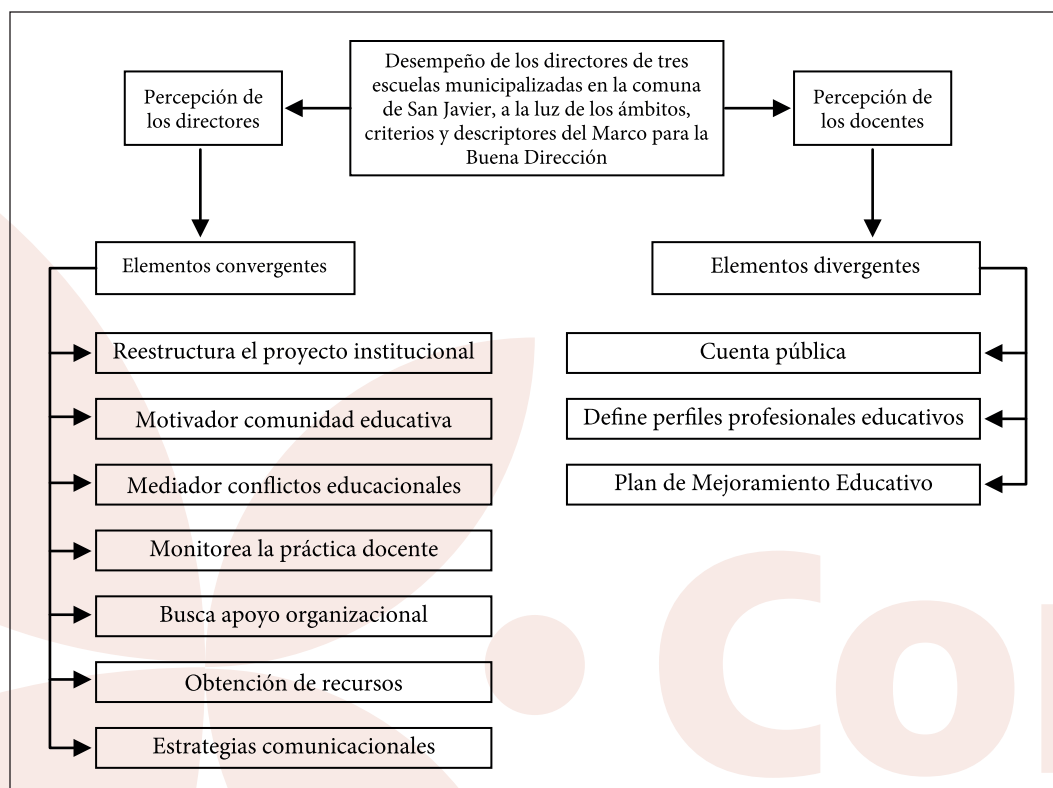 Desempeño de los directores de tres
escuelas municipalizadas en la comuna
de San Javier, a la luz de los ámbitos,
criterios y descriptores del Marco para la
Buena Dirección
Percepción de
los directores
Percepción de
los docentes
Elementos convergentes
Reestructura el proyecto institucional
Motivador comunidad educativa
Mediador conflictos educacionales
Monitorea la práctica docente
Busca apoyo organizacional
Obtención de recursos
Estrategias comunicacionales
Elementos divergentes
Cuenta pública
Define perfiles profesionales educativos
Plan de Mejoramiento Educativo